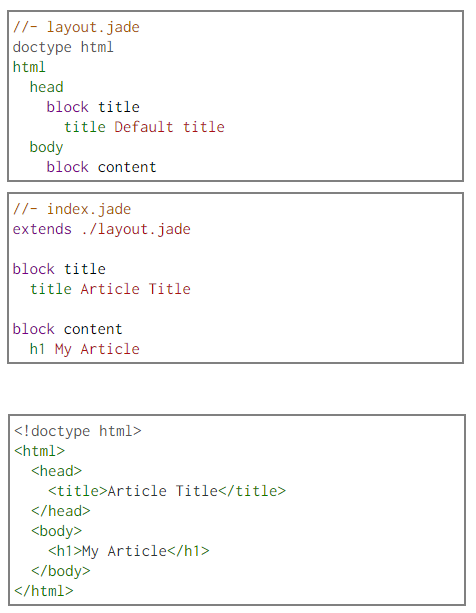 //- layout.jade
doctype html
html
  head
    block title
      title Default title
  body
    block content
//- index.jade
extends ./layout.jade

block title
  title Article Title

block content
  h1 My Article
<!doctype html>
<html>
  <head>
    <title>Article Title</title>
  </head>
  <body>
    <h1>My Article</h1>
  </body>
</html>